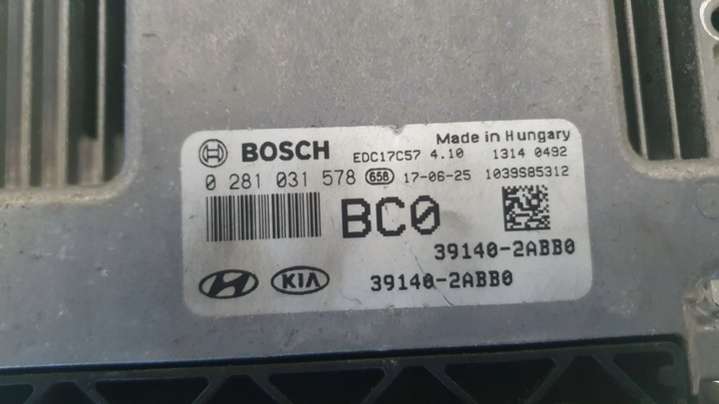 Made in Hungary
BOSCH EDC17C57 4.10 1314 0492
0 281 031 578 658 17-06-25 1039S85312
BC0
39140-2ABB0
KIA 39140-2ABB0